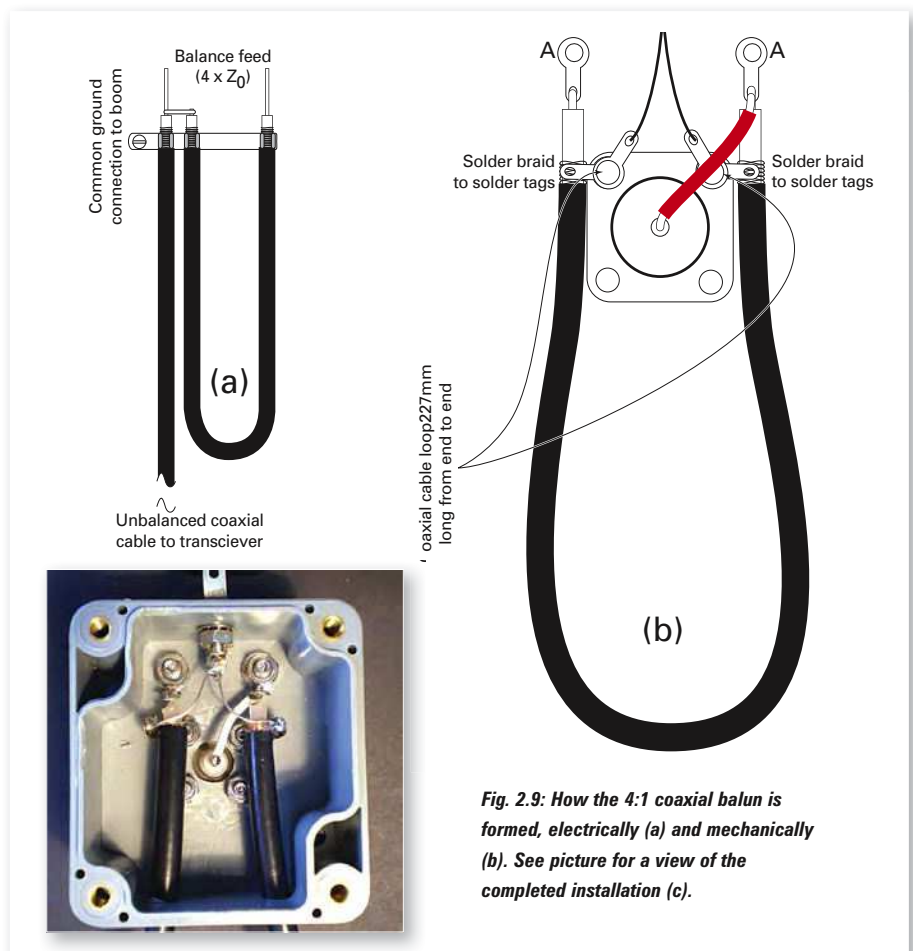 Balance feed
(4 x Z0)
Common ground
connection to boom
(a)
Unbalanced coaxial
cable to transciever
A
A
Solder braid
to solder tags
Solder braid
to solder tags
oaxial cable loop227mm
long from end to end
(b)
Fig. 2.9: How the 4:1 coaxial balun is
formed, electrically (a) and mechanically
(b). See picture for a view of the
completed installation (c).